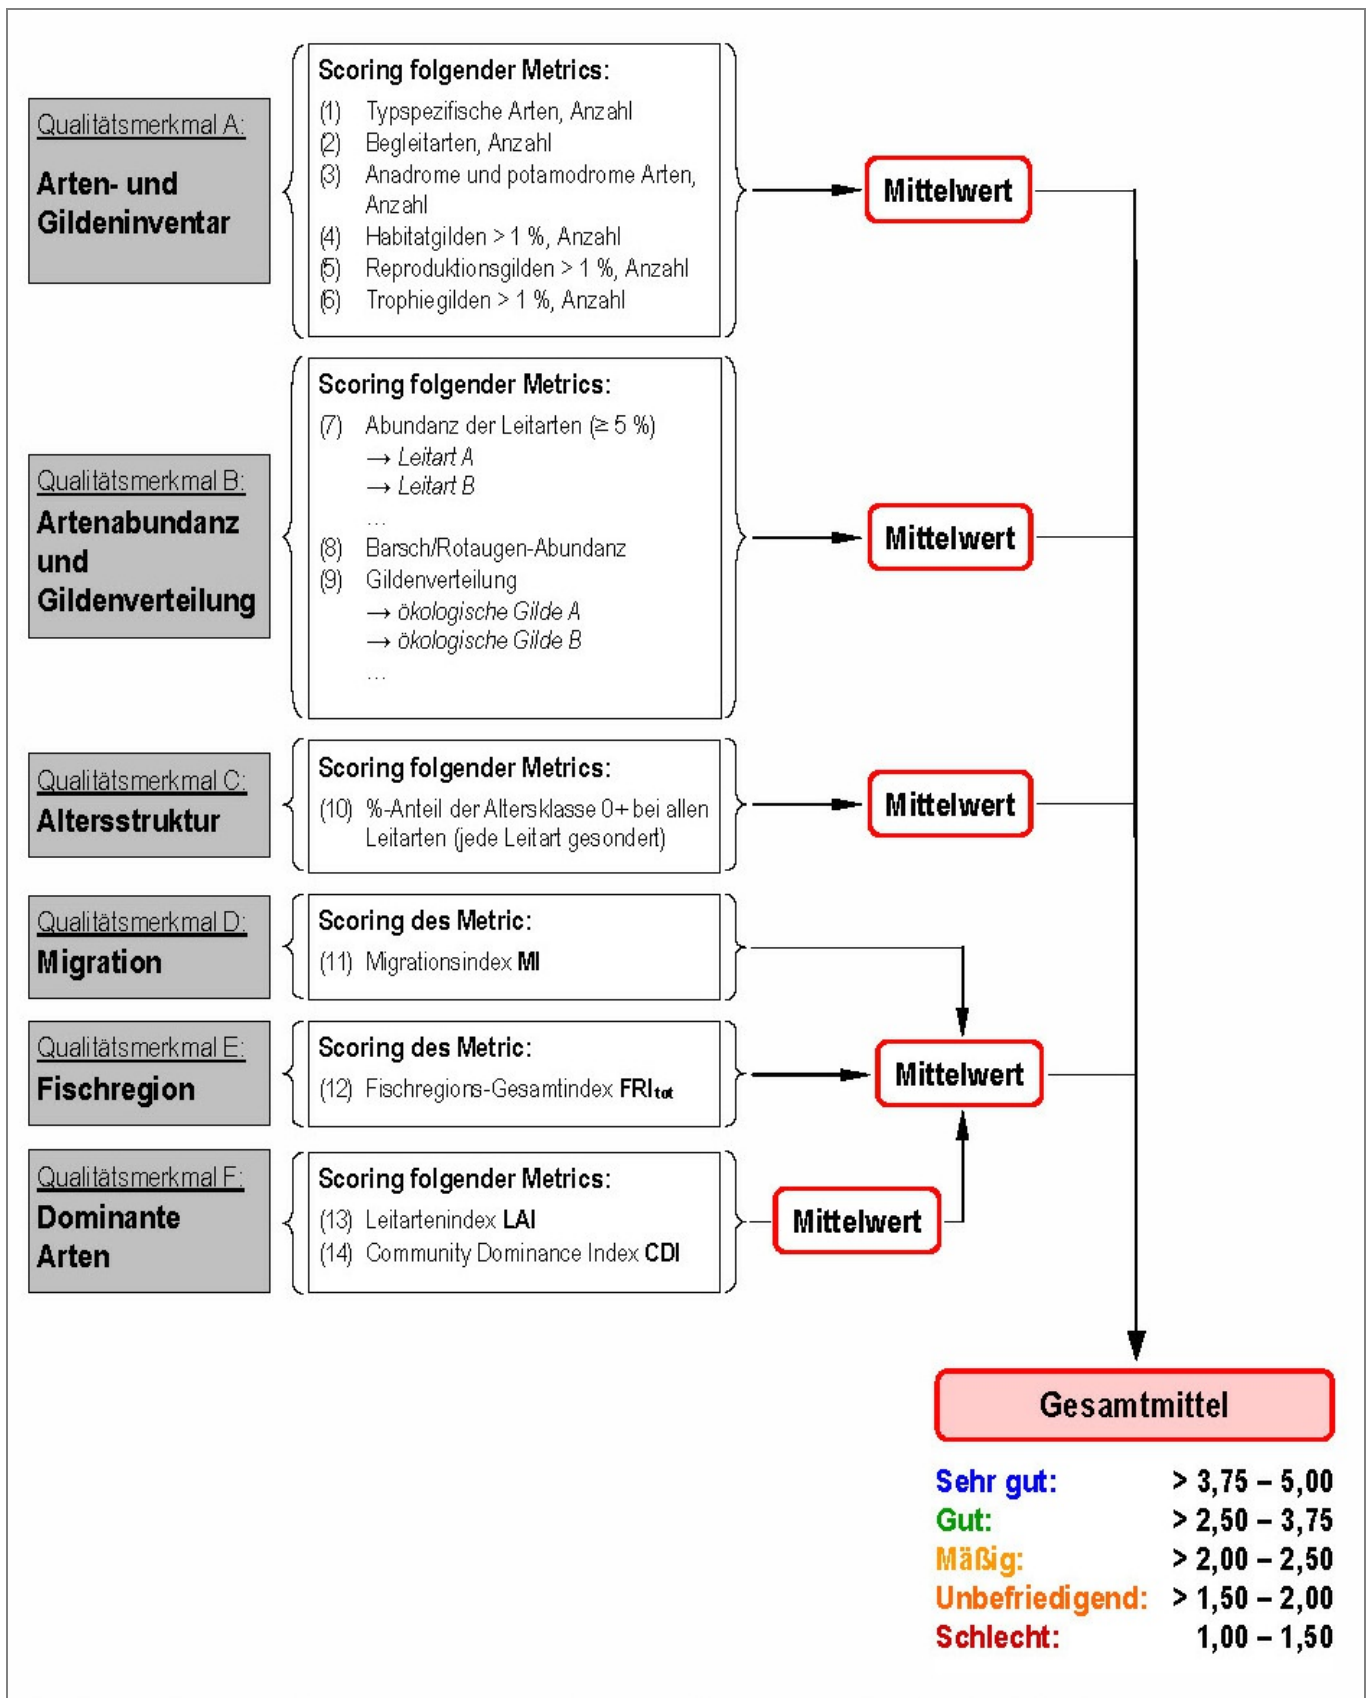 Qualitätsmerkmal A:
Arten- und
Gildeninventar
Scoring folgender Metrics:
(1) Typspezifische Arten, Anzahl
(2) Begleitarten, Anzahl
(3) Anadrome und potamodrome Arten,
Anzahl
(4) Habitatgilden > 1 %, Anzahl
(5) Reproduktionsgilden > 1 %, Anzahl
(6) Trophiegilden > 1 %, Anzahl
Mittelwert
Qualitätsmerkmal B:
Artenabundanz
und
Gildenverteilung
Scoring folgender Metrics:
(7) Abundanz der Leitarten (≥ 5 %)
→ Leitart A
→ Leitart B
...
(8) Barsch/Rotaugen-Abundanz
(9) Gildenverteilung
→ ökologische Gilde A
→ ökologische Gilde B
...
Mittelwert
Qualitätsmerkmal C:
Altersstruktur
Scoring folgender Metrics:
(10) %-Anteil der Altersklasse 0+ bei allen
Leitarten (jede Leitart gesondert)
Mittelwert
Qualitätsmerkmal D:
Migration
Scoring des Metric:
(11) Migrationsindex MI
Qualitätsmerkmal E:
Fischregion
Scoring des Metric:
(12) Fischregions-Gesamtindex FRItot
Mittelwert
Qualitätsmerkmal F:
Dominante
Arten
Scoring folgender Metrics:
(13) Leitartenindex LAI
(14) Community Dominance Index CDI
Mittelwert
Gesamtmittel
Sehr gut: > 3,75 – 5,00
Gut: > 2,50 – 3,75
Mäßig: > 2,00 – 2,50
Unbefriedigend: > 1,50 – 2,00
Schlecht: 1,00 – 1,50